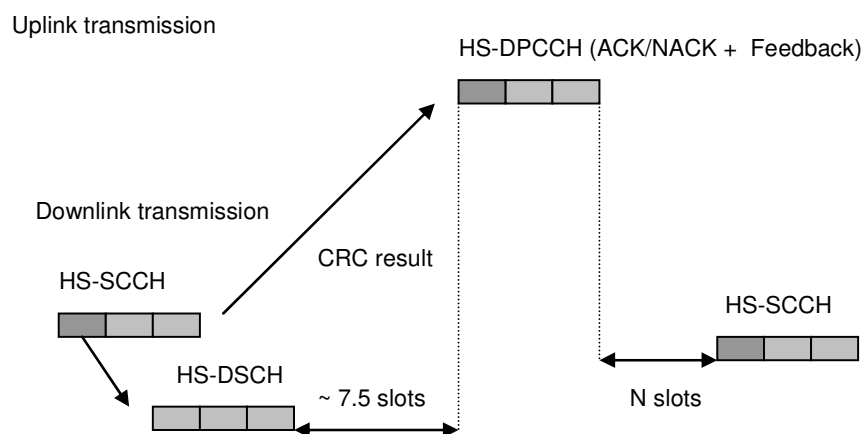 Uplink transmission
HS-DPCCH (ACK/NACK + Feedback)
Downlink transmission
CRC result
HS-SCCH
HS-SCCH
HS-DSCH
~ 7.5 slots
N slots